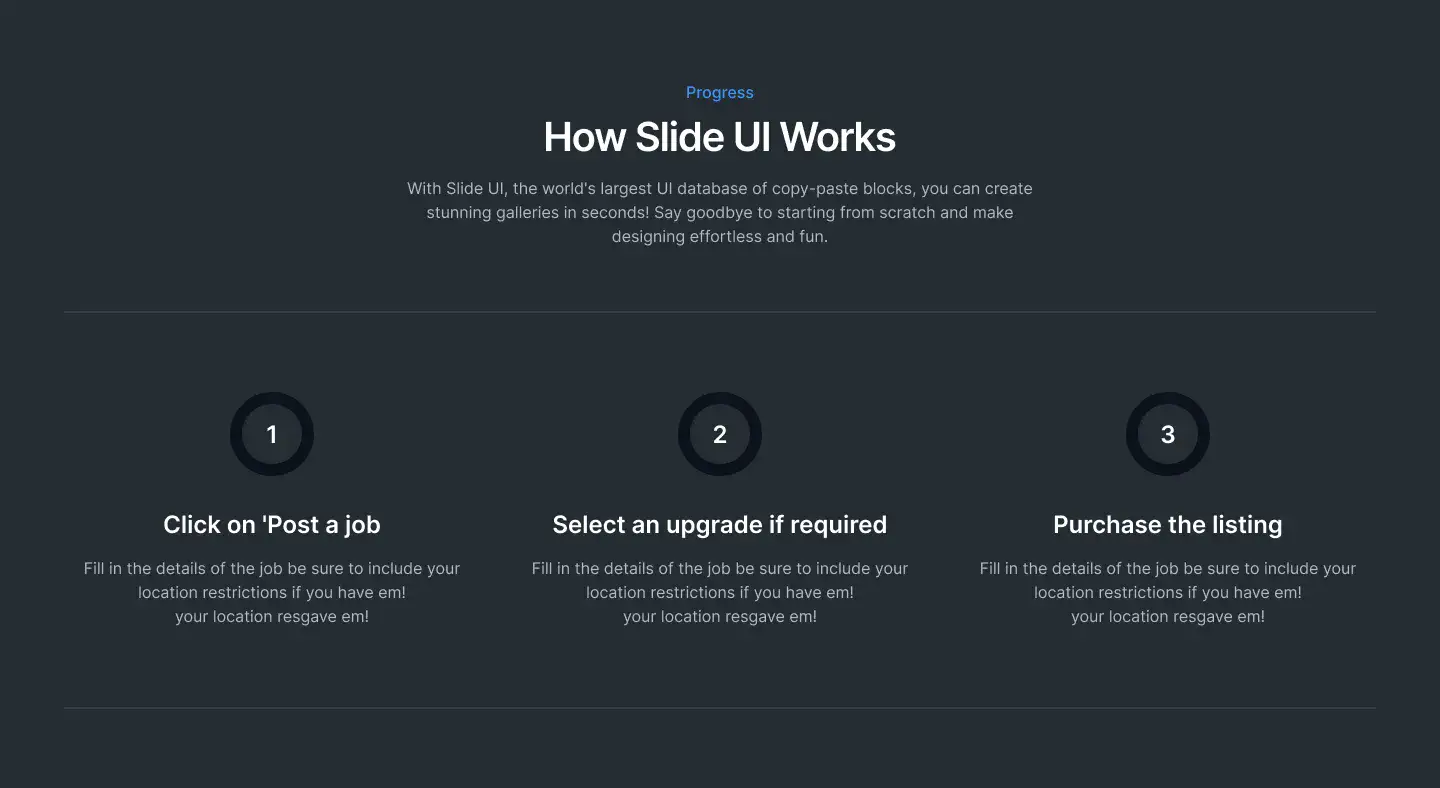 Progress
How Slide UI Works
With Slide UI, the world's largest UI database of copy-paste blocks, you can create
stunning galleries in seconds! Say goodbye to starting from scratch and make
designing effortless and fun.
1
Click on 'Post a job
Fill in the details of the job be sure to include your
location restrictions if you have em!
your location resgave em!
2
Select an upgrade if required
Fill in the details of the job be sure to include your
location restrictions if you have em!
your location resgave em!
3
Purchase the listing
Fill in the details of the job be sure to include your
location restrictions if you have em!
your location resgave em!